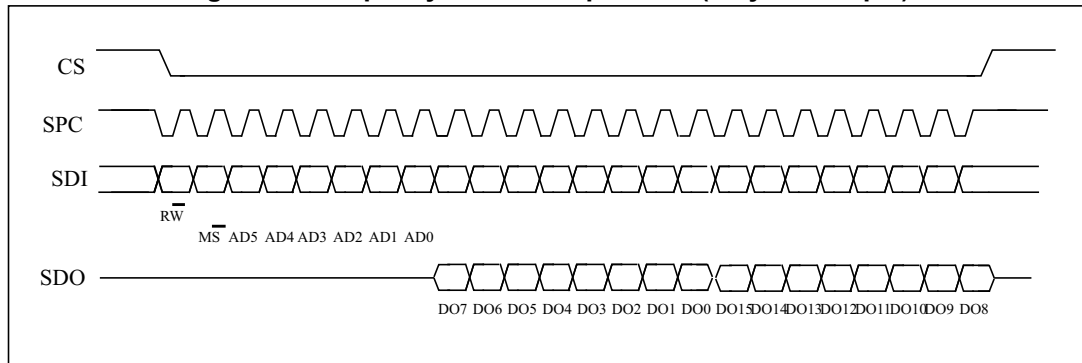 CS
SPC
SDI
RW
MS AD5 AD4 AD3 AD2 AD1 AD0
SDO
DO7 DO6 DO5 DO4 DO3 DO2 DO1 DO0 DO15 DO14 DO13 DO12 DO11 DO10 DO9 DO8